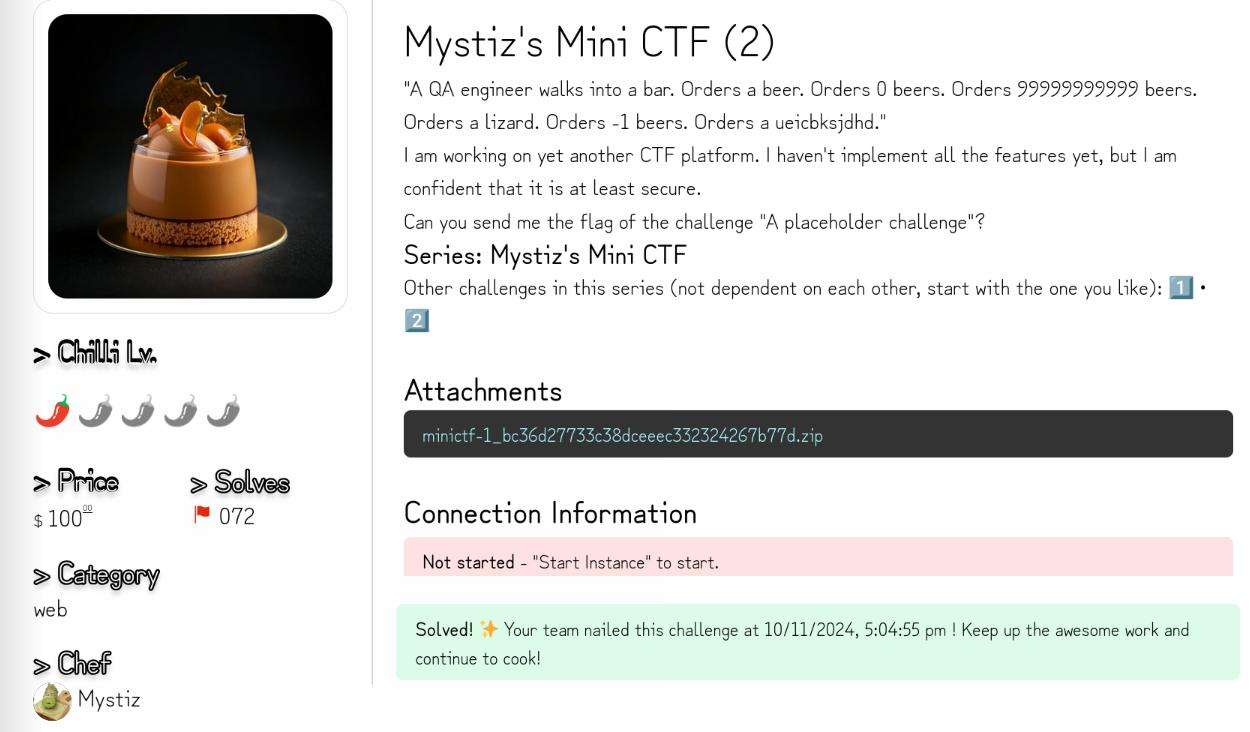 Mystiz's Mini CTF (2)
"A QA engineer walks into a bar. Orders a beer. Orders 0 beers. Orders 99999999999 beers.
Orders a lizard. Orders -1 beers. Orders a ueicbksjdhd."
I am working on yet another CTF platform. I haven't implement all the features yet, but I am
confident that it is at least secure.
Can you send me the flag of the challenge "A placeholder challenge"?
Series: Mystiz's Mini CTF
Other challenges in this series (not dependent on each other, start with the one you like): 1️⃣ •
2️⃣
> Chilli Lv.
> Price
$ 100 00
> Solves
🚩 072
> Category
web
> Chef
Mystiz
Attachments
minictf-1_bc36d27733c38dceeec332324267b77d.zip
Connection Information
Not started - "Start Instance" to start.
Solved! ✨ Your team nailed this challenge at 10/11/2024, 5:04:55 pm ! Keep up the awesome work and
continue to cook!